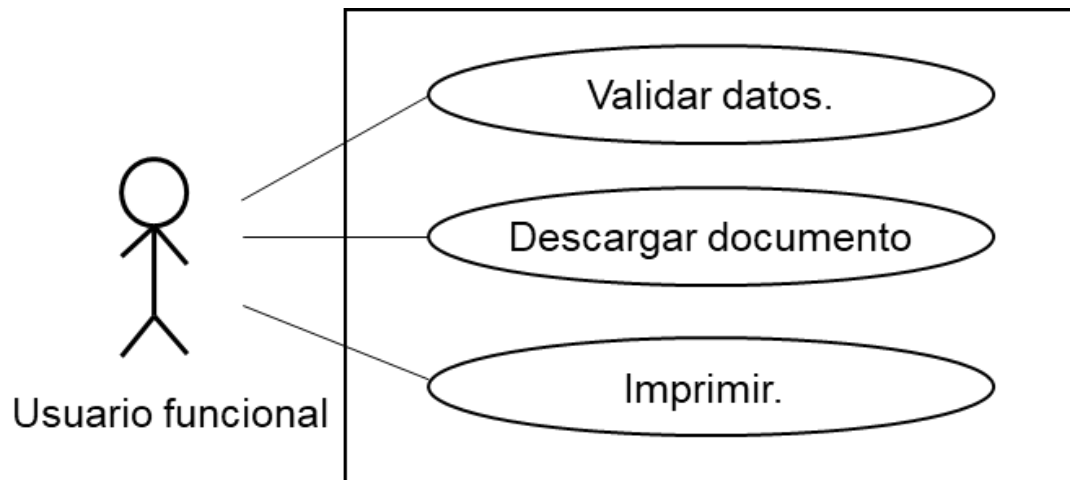 Validar datos.
Descargar documento
Imprimir.
Usuario funcional